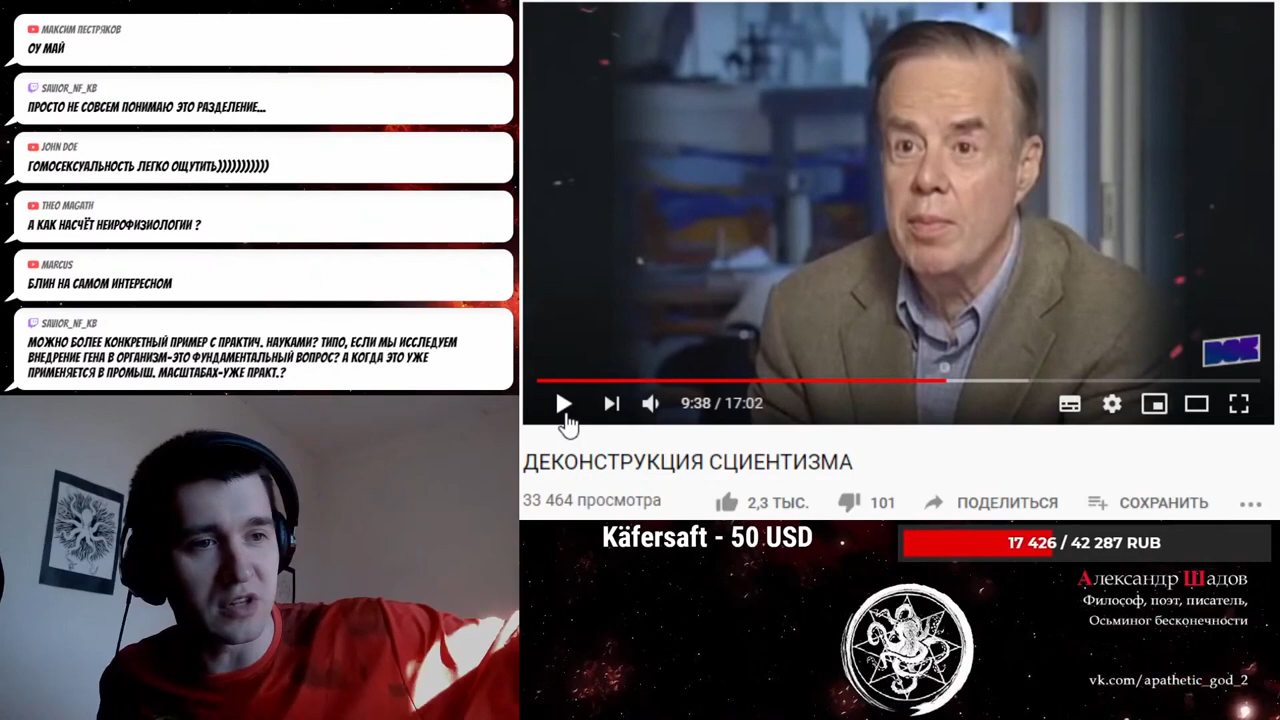 МАКСИМ ПЕСТРЯКОВ
ОУ МАЙ
SAVIOR_NF_KB
ПРОСТО НЕ СОВСЕМ ПОНИМАЮ ЭТО РАЗДЕЛЕНИЕ...
JOHN DOE
ГОМОСЕКСУАЛЬНОСТЬ ЛЕГКО ОЩУТИТЬ)))))))))))
THEO MAGATH
А КАК НАСЧЁТ НЕЙРОФИЗИОЛОГИИ ?
MARCUS
БЛИН НА САМОМ ИНТЕРЕСНОМ
SAVIOR_NF_KB
МОЖНО БОЛЕЕ КОНКРЕТНЫЙ ПРИМЕР С ПРАКТИЧ. НАУКАМИ? ТИПО, ЕСЛИ МЫ ИССЛЕДУЕМ
ВНЕДРЕНИЕ ГЕНА В ОРГАНИЗМ-ЭТО ФУНДАМЕНТАЛЬНЫЙ ВОПРОС? А КОГДА ЭТО УЖЕ
ПРИМЕНЯЕТСЯ В ПРОМЫШ. МАСШТАБАХ-УЖЕ ПРАКТ.?
9:38 / 17:02
ДЕКОНСТРУКЦИЯ СЦИЕНТИЗМА
33 464 просмотра
2,3 ТЫС.
101
ПОДЕЛИТЬСЯ
СОХРАНИТЬ
Käfersaft - 50 USD
17 426 / 42 287 RUB
Александр Шадов
Философ, поэт, писатель,
Осьминог бесконечности
vk.com/apathetic_god_2